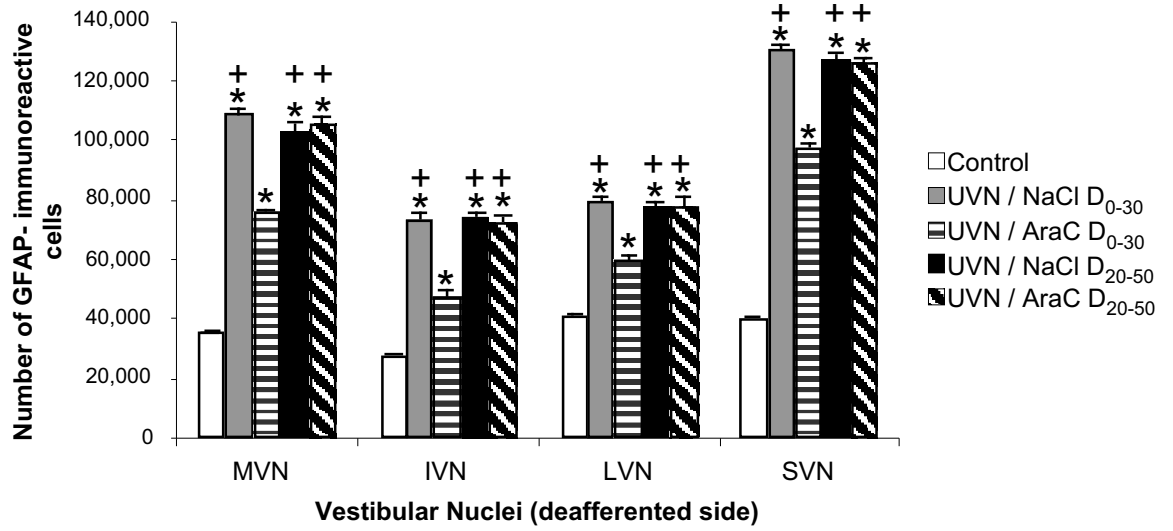 Number of GFAP- immunoreactive
cells
140,000
120,000
100,000
80,000
60,000
40,000
20,000
0
+ + + + + + + + + + + +
* * * * * * * * * * * * * * * *
MVN IVN LVN SVN
Vestibular Nuclei (deafferented side)
Control
UVN / NaCl D0-30
UVN / AraC D0-30
UVN / NaCl D20-50
UVN / AraC D20-50